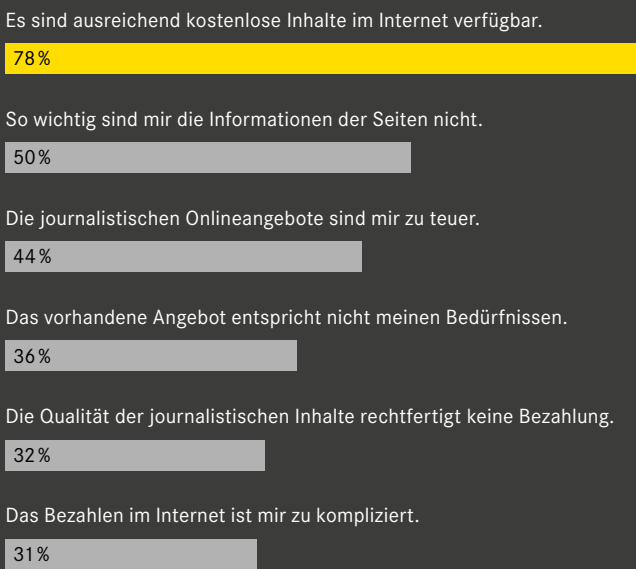 Es sind ausreichend kostenlose Inhalte im Internet verfügbar.
78 %
So wichtig sind mir die Informationen der Seiten nicht.
50 %
Die journalistischen Onlineangebote sind mir zu teuer.
44 %
Das vorhandene Angebot entspricht nicht meinen Bedürfnissen.
36 %
Die Qualität der journalistischen Inhalte rechtfertigt keine Bezahlung.
32 %
Das Bezahlen im Internet ist mir zu kompliziert.
31 %